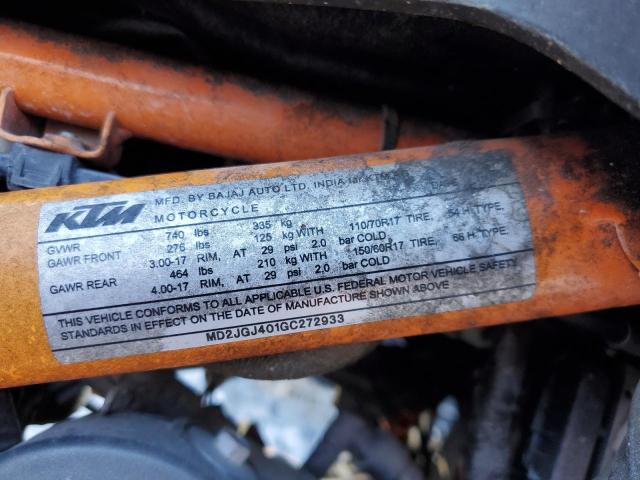 KTM
MFD. BY BAJAJ AUTO LTD. INDIA for
MOTORCYCLE
GVWR 740 lbs 335 kg
GAWR FRONT 276 lbs 125 kg WITH 110/70R17 TIRE, 54 H TYPE,
3.00-17 RIM, AT 29 psi 2.0 bar COLD
GAWR REAR 464 lbs 210 kg WITH 150/60R17 TIRE, 66 H TYPE,
4.00-17 RIM, AT 29 psi 2.0 bar COLD
THIS VEHICLE CONFORMS TO ALL APPLICABLE U.S. FEDERAL MOTOR VEHICLE SAFETY
STANDARDS IN EFFECT ON THE DATE OF MANUFACTURE SHOWN ABOVE
MD2JGJ401GC272933